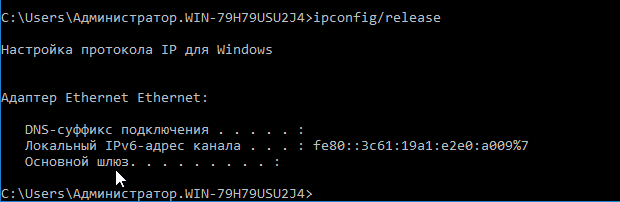 C:\Users\Администратор.WIN-79H79USU2J4>ipconfig/release
Настройка протокола IP для Windows
Адаптер Ethernet Ethernet:
DNS-суффикс подключения . . . . . :
Локальный IPv6-адрес канала . . . : fe80::3c61:19a1:e2e0:a009%7
Основной шлюз. . . . . . . . . :
C:\Users\Администратор.WIN-79H79USU2J4>